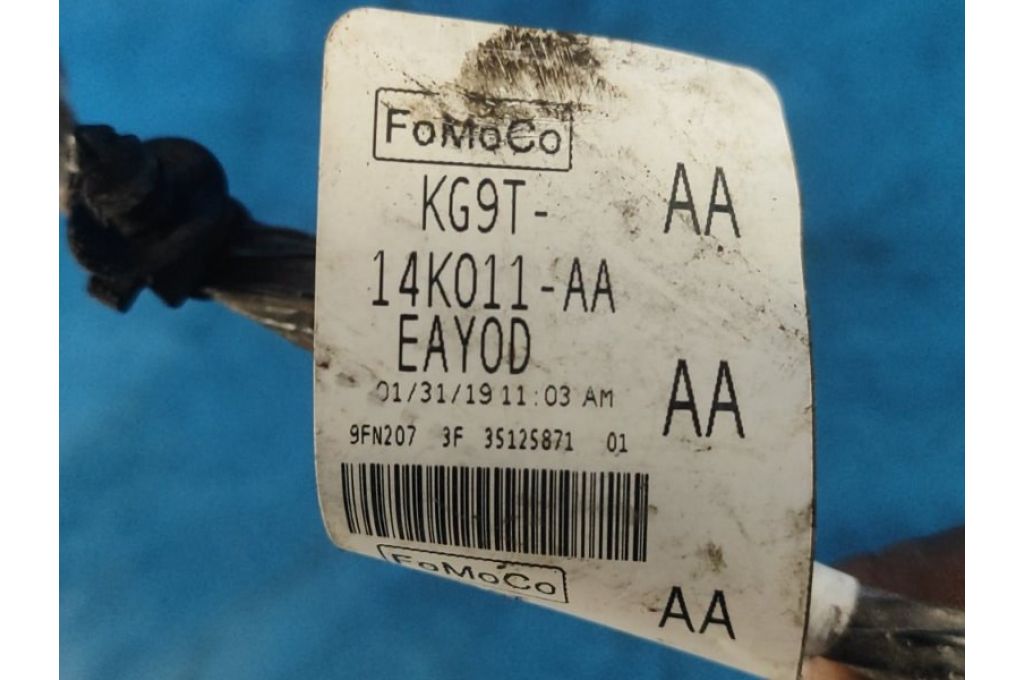 FoMoCo
KG9T- AA
14K011-AA
EAYOD
01/31/19 11:03 AM
AA
9FN207 3F 35125871 01
FoMoCo
AA